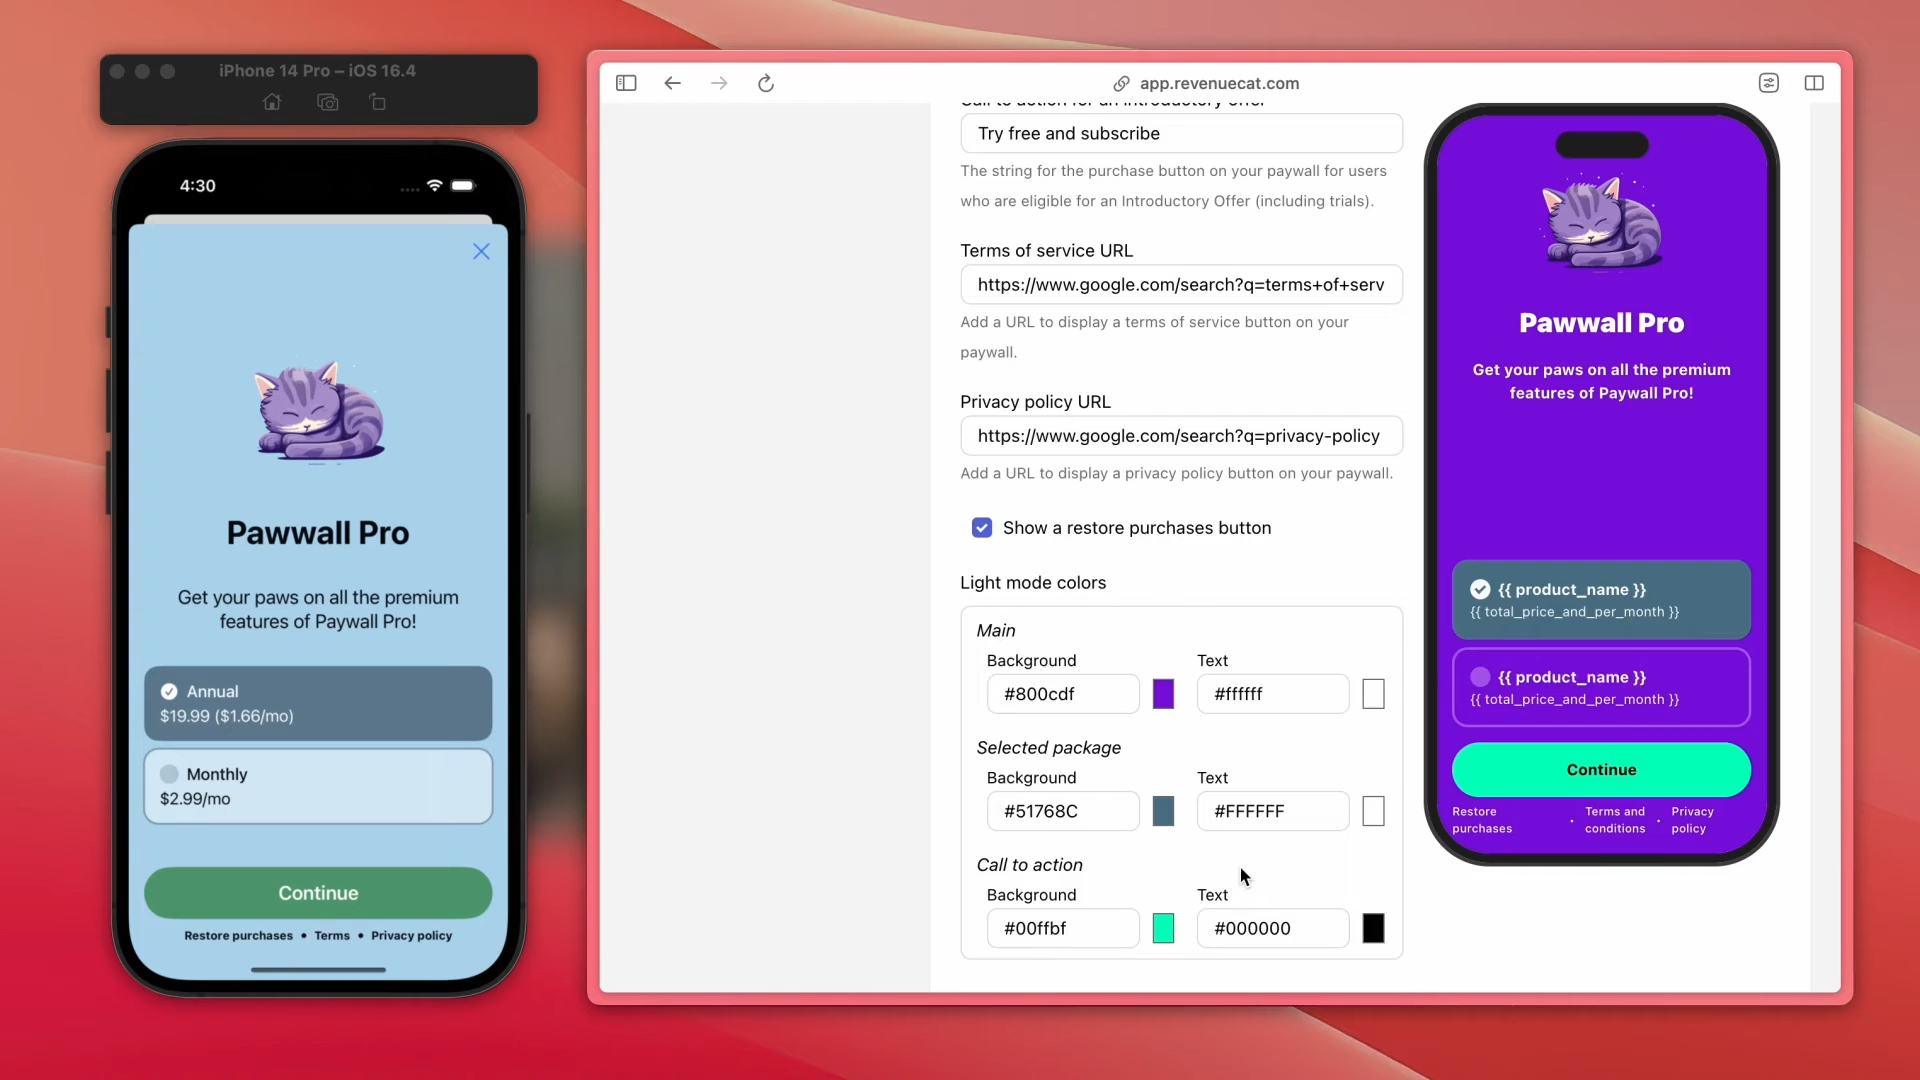 iPhone 14 Pro – iOS 16.4
4:30
Pawwall Pro
Get your paws on all the premium
features of Paywall Pro!
Annual
$19.99 ($1.66/mo)
Monthly
$2.99/mo
Continue
Restore purchases • Terms • Privacy policy
app.revenuecat.com
Call to action for an introductory offer
Try free and subscribe
The string for the purchase button on your paywall for users
who are eligible for an Introductory Offer (including trials).
Terms of service URL
https://www.google.com/search?q=terms+of+serv
Add a URL to display a terms of service button on your
paywall.
Privacy policy URL
https://www.google.com/search?q=privacy-policy
Add a URL to display a privacy policy button on your paywall.
Show a restore purchases button
Light mode colors
Main
Background Text
#800cdf #ffffff
Selected package
Background Text
#51768C #FFFFFF
Call to action
Background Text
#00ffbf #000000
Pawwall Pro
Get your paws on all the premium
features of Paywall Pro!
{{ product_name }}
{{ total_price_and_per_month }}
{{ product_name }}
{{ total_price_and_per_month }}
Continue
Restore
purchases
• Terms and
conditions
• Privacy
policy